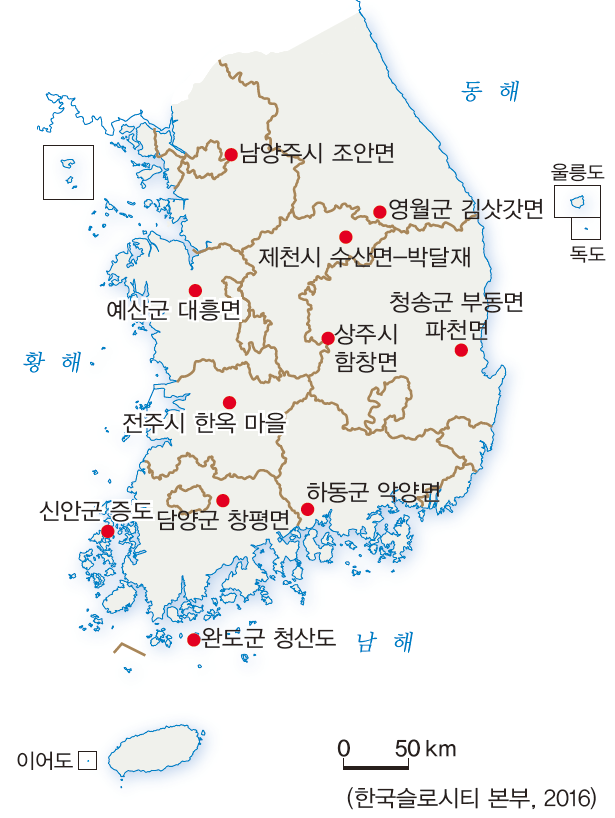 동 해
남양주시 조안면
울릉도
영월군 김삿갓면
독도
제천시 수산면–박달재
예산군 대흥면
청송군 부동면
파천면
상주시
함창면
황 해
전주시 한옥 마을
하동군 악양면
신안군 증도
담양군 창평면
완도군 청산도
남 해
이어도
0 50 km
(한국슬로시티 본부, 2016)